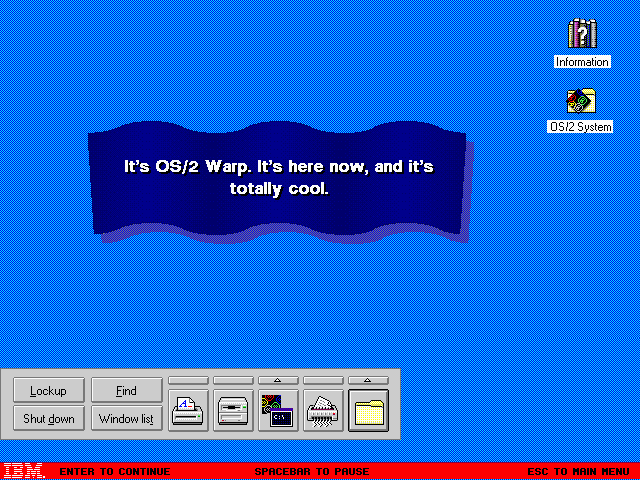 Information
OS/2 System
It's OS/2 Warp. It's here now, and it's
totally cool.
Lockup
Find
Shut down
Window list
A
C:\
?
IBM. ENTER TO CONTINUE SPACEBAR TO PAUSE ESC TO MAIN MENU